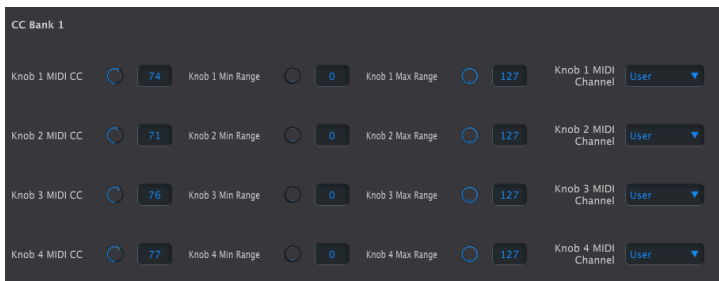 CC Bank 1
Knob 1 MIDI CC 74 Knob 1 Min Range 0 Knob 1 Max Range 127 Knob 1 MIDI Channel User
Knob 2 MIDI CC 71 Knob 2 Min Range 0 Knob 2 Max Range 127 Knob 2 MIDI Channel User
Knob 3 MIDI CC 76 Knob 3 Min Range 0 Knob 3 Max Range 127 Knob 3 MIDI Channel User
Knob 4 MIDI CC 77 Knob 4 Min Range 0 Knob 4 Max Range 127 Knob 4 MIDI Channel User